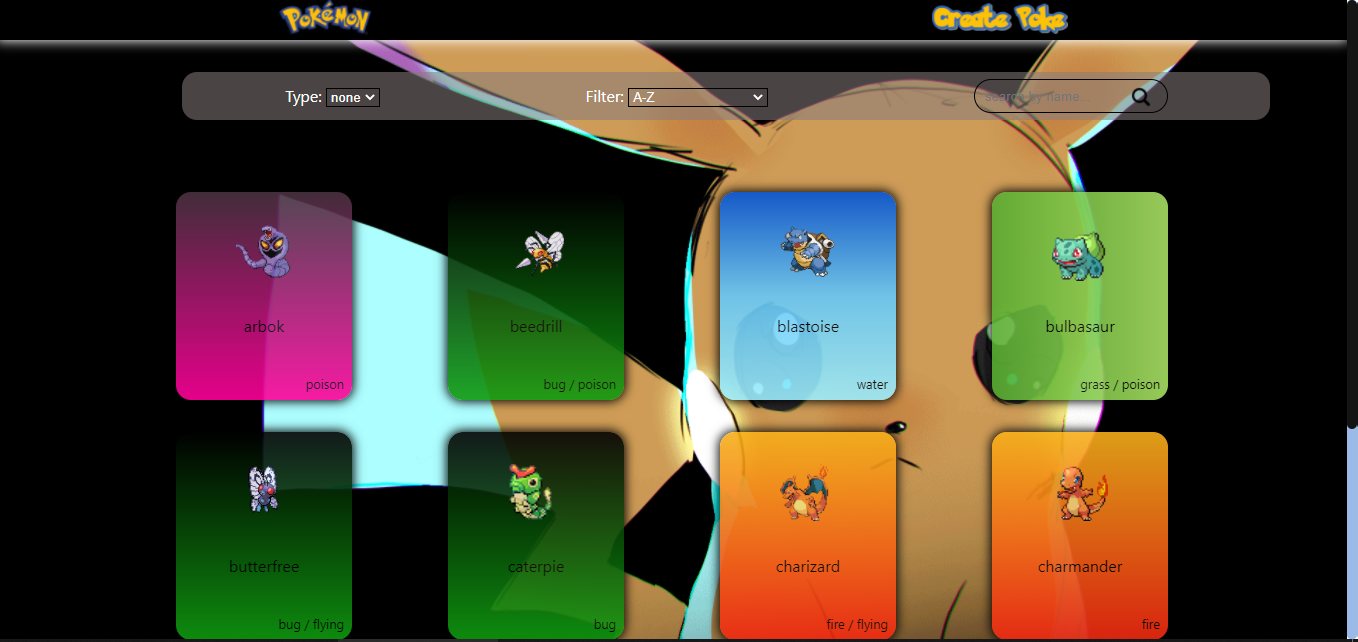 POKéMON
Create Poke
Type: none
Filter: A-Z
search by name...
arbok
poison
beedrill
bug / poison
blastoise
water
bulbasaur
grass / poison
butterfree
bug / flying
caterpie
bug
charizard
fire / flying
charmander
fire